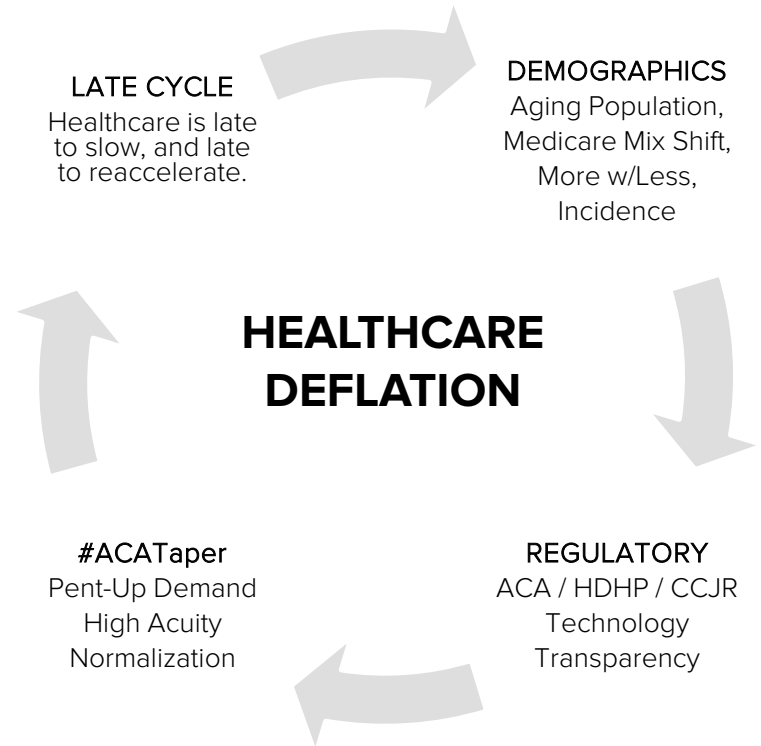 LATE CYCLE
Healthcare is late
to slow, and late
to reaccelerate.
DEMOGRAPHICS
Aging Population,
Medicare Mix Shift,
More w/Less,
Incidence
HEALTHCARE
DEFLATION
#ACATaper
Pent-Up Demand
High Acuity
Normalization
REGULATORY
ACA / HDHP / CCJR
Technology
Transparency